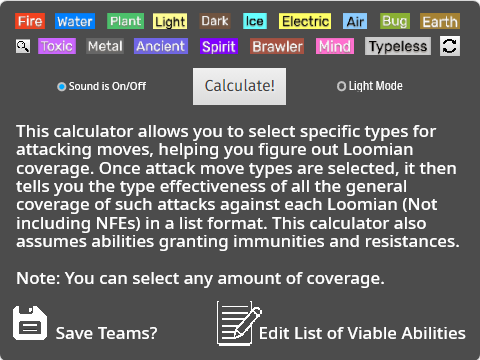 Fire Water Plant Light Dark Ice Electric Air Bug Earth
Toxic Metal Ancient Spirit Brawler Mind Typeless
Sound is On/Off Calculate! Light Mode
This calculator allows you to select specific types for
attacking moves, helping you figure out Loomian
coverage. Once attack move types are selected, it then
tells you the type effectiveness of all the general
coverage of such attacks against each Loomian (Not
including NFEs) in a list format. This calculator also
assumes abilities granting immunities and resistances.
Note: You can select any amount of coverage.
Save Teams? Edit List of Viable Abilities